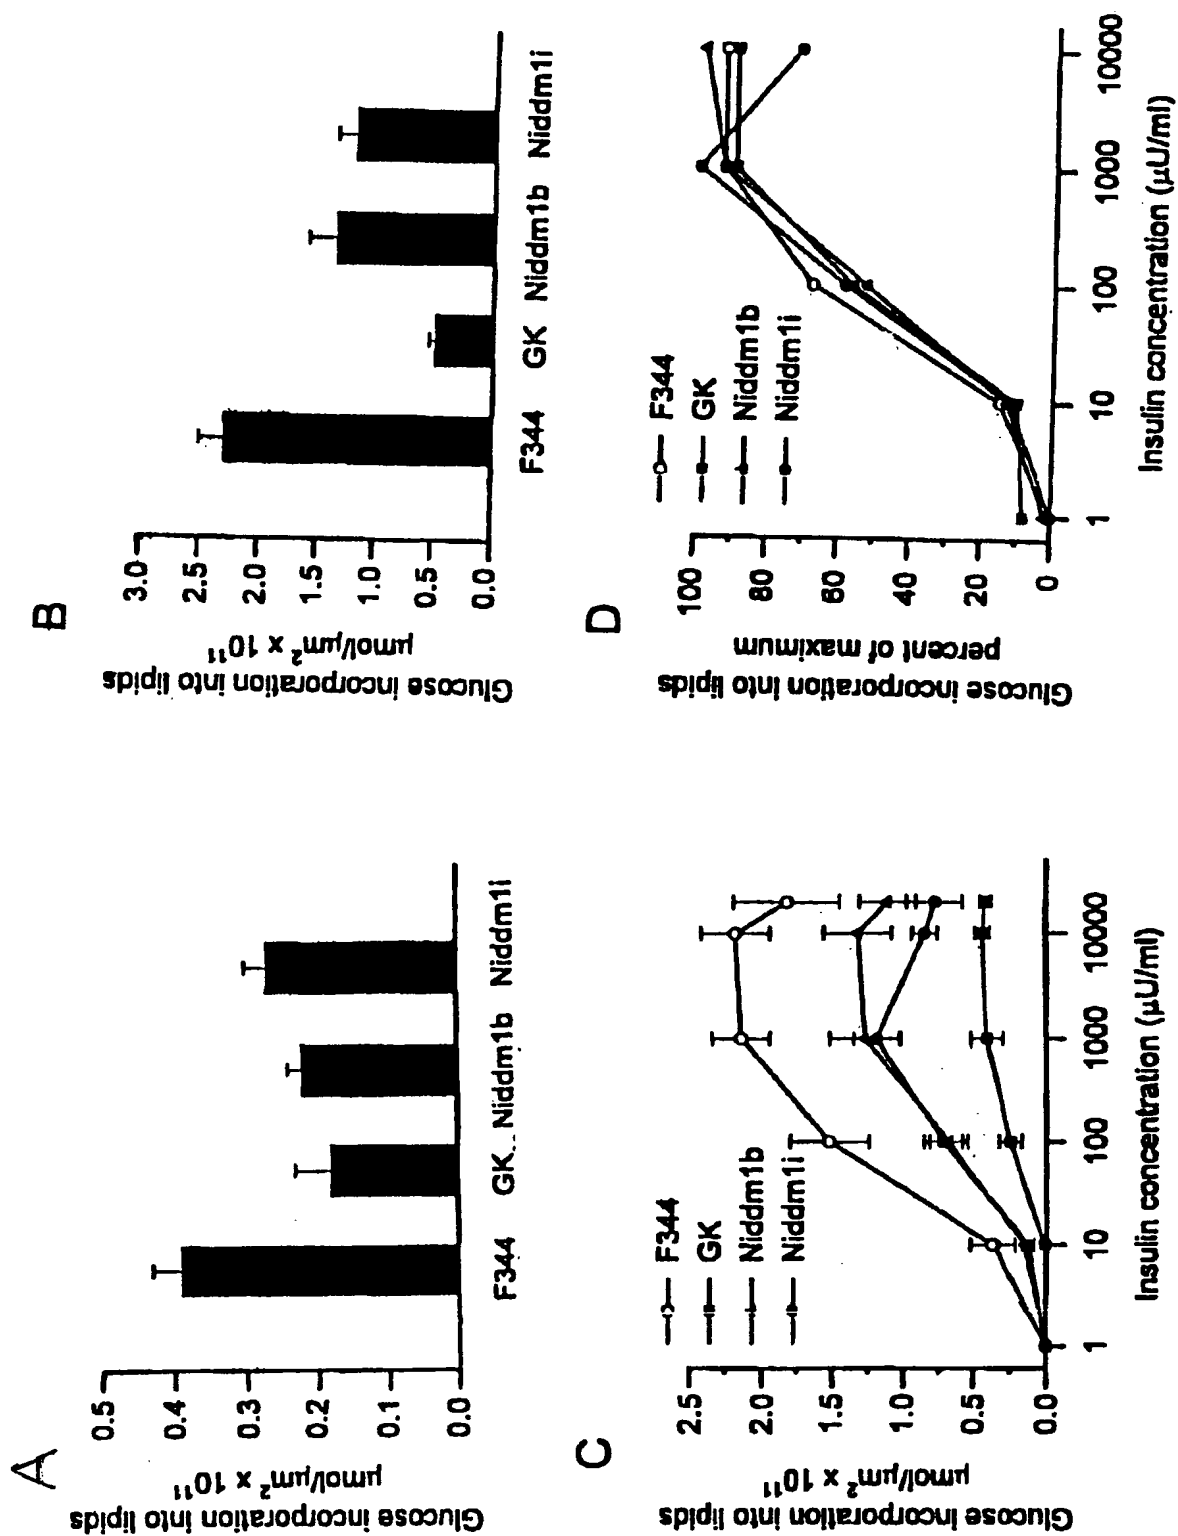 A
Glucose incorporation into lipids
µmol/µm² x 10¹¹
0.5
0.4
0.3
0.2
0.1
0.0
F344 GK.. Niddm1b Niddm1i
B
Glucose incorporation into lipids
µmol/µm² x 10¹¹
3.0
2.5
2.0
1.5
1.0
0.5
0.0
F344 GK Niddm1b Niddm1i
C
Glucose incorporation into lipids
µmol/µm² x 10¹¹
2.5
2.0
1.5
1.0
0.5
0.0
F344
GK
Niddm1b
Niddm1i
1 10 100 1000 10000
Insulin concentration (µU/ml)
D
Glucose incorporation into lipids
percent of maximum
100
80
60
40
20
0
F344
GK
Niddm1b
Niddm1i
1 10 100 1000 10000
Insulin concentration (µU/ml)